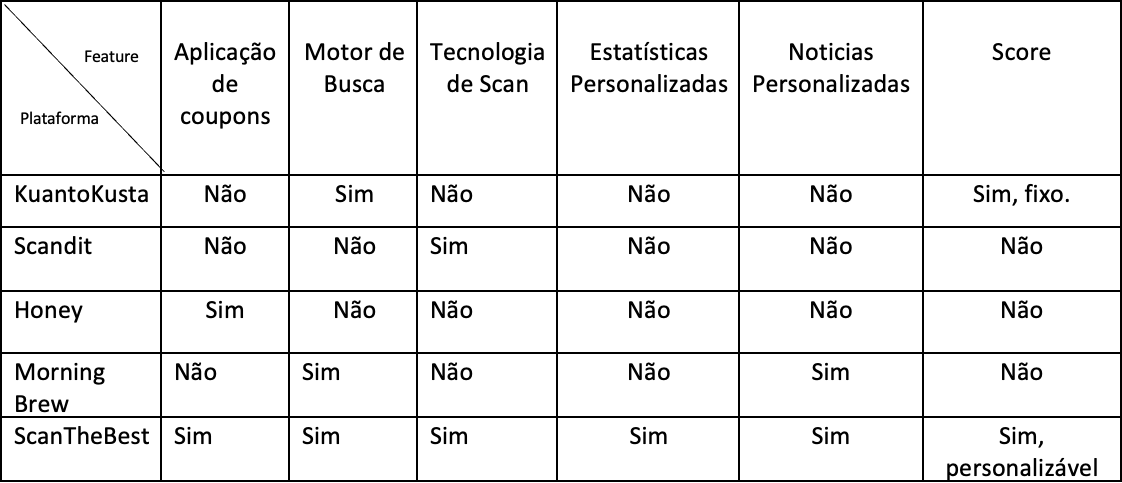 Feature
Plataforma
Aplicação
de
coupons
Motor de
Busca
Tecnologia
de Scan
Estatísticas
Personalizadas
Noticias
Personalizadas
Score
KuantoKusta
Não
Sim
Não
Não
Não
Sim, fixo.
Scandit
Não
Não
Sim
Não
Não
Não
Honey
Sim
Não
Não
Não
Não
Não
Morning
Brew
Não
Sim
Não
Não
Sim
Não
ScanTheBest
Sim
Sim
Sim
Sim
Sim
Sim,
personalizável